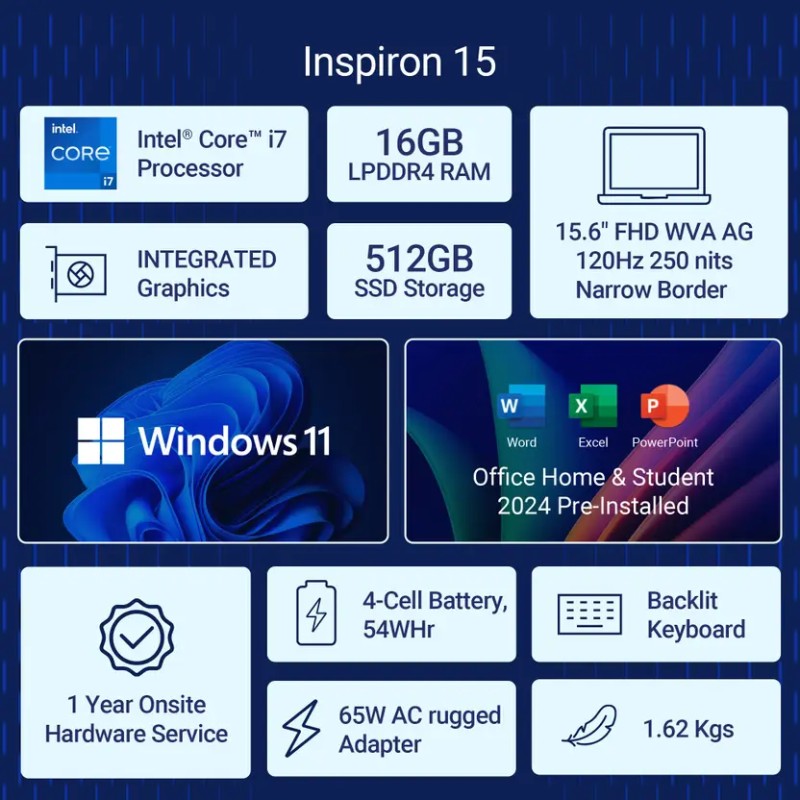 Inspiron 15
intel.
CORE
i7
Intel® Core™ i7
Processor
16GB
LPDDR4 RAM
15.6" FHD WVA AG
120Hz 250 nits
Narrow Border
INTEGRATED
Graphics
512GB
SSD Storage
Windows 11
W
X
P
Word
Excel
PowerPoint
Office Home & Student
2024 Pre-Installed
1 Year Onsite
Hardware Service
4-Cell Battery,
54WHr
Backlit
Keyboard
65W AC rugged
Adapter
1.62 Kgs